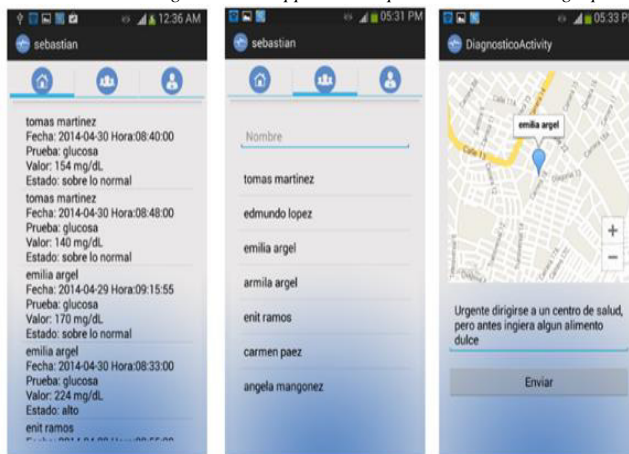 12:36 AM
sebastian
tomas martinez
Fecha: 2014-04-30 Hora:08:40:00
Prueba: glucosa
Valor: 154 mg/dL
Estado: sobre lo normal
tomas martinez
Fecha: 2014-04-30 Hora:08:48:00
Prueba: glucosa
Valor: 140 mg/dL
Estado: sobre lo normal
emilia argel
Fecha: 2014-04-29 Hora:09:15:55
Prueba: glucosa
Valor: 170 mg/dL
Estado: sobre lo normal
emilia argel
Fecha: 2014-04-30 Hora:08:33:00
Prueba: glucosa
Valor: 224 mg/dL
Estado: alto
enit ramos
05:31 PM
sebastian
Nombre
tomas martinez
edmundo lopez
emilia argel
armila argel
enit ramos
carmen paez
angela mangonez
05:33 P
DiagnosticoActivity
emilia argel
Calle 13
+
−
Urgente dirigirse a un centro de salud,
pero antes ingiera algun alimento
dulce
Enviar